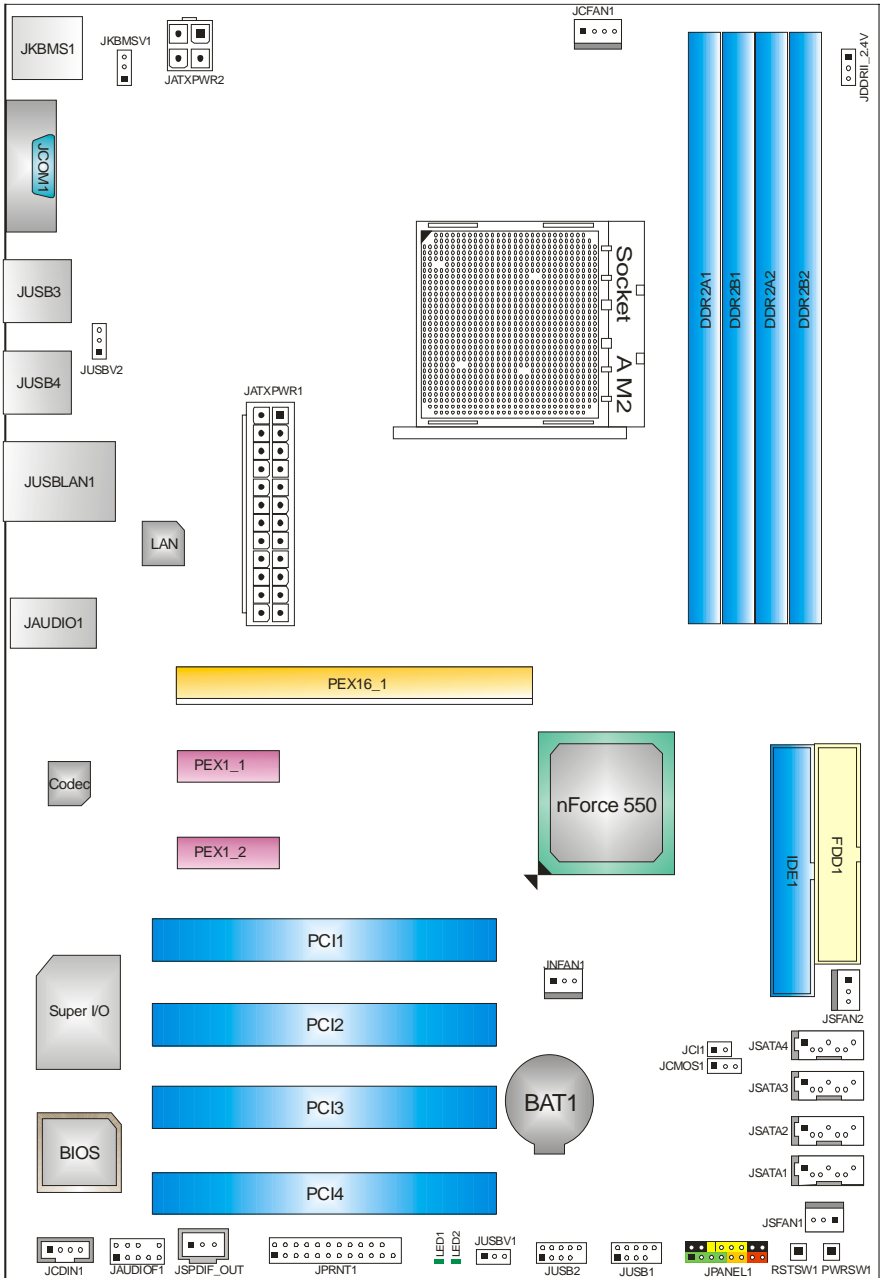 JCFAN1
JKBMS1
JKBMSV1
JATXPWR2
JDDRII_2.4V
JCOM1
Socket AM2
DDR2A1
DDR2B1
DDR2A2
DDR2B2
JUSB3
JUSBV2
JUSB4
JATXPWR1
JUSBLAN1
LAN
JAUDIO1
PEX16_1
PEX1_1
Codec
nForce 550
PEX1_2
IDE1
FDD1
PCI1
JNFAN1
Super I/O
PCI2
JSFAN2
JCI1
JSATA4
JCMOS1
JSATA3
PCI3
BAT1
JSATA2
BIOS
JSATA1
PCI4
JSFAN1
LED1
LED2
JUSBV1
JCDIN1
JAUDIOF1
JSPDIF_OUT
JPRNT1
JUSB2
JUSB1
JPANEL1
RSTSW1
PWRSW1